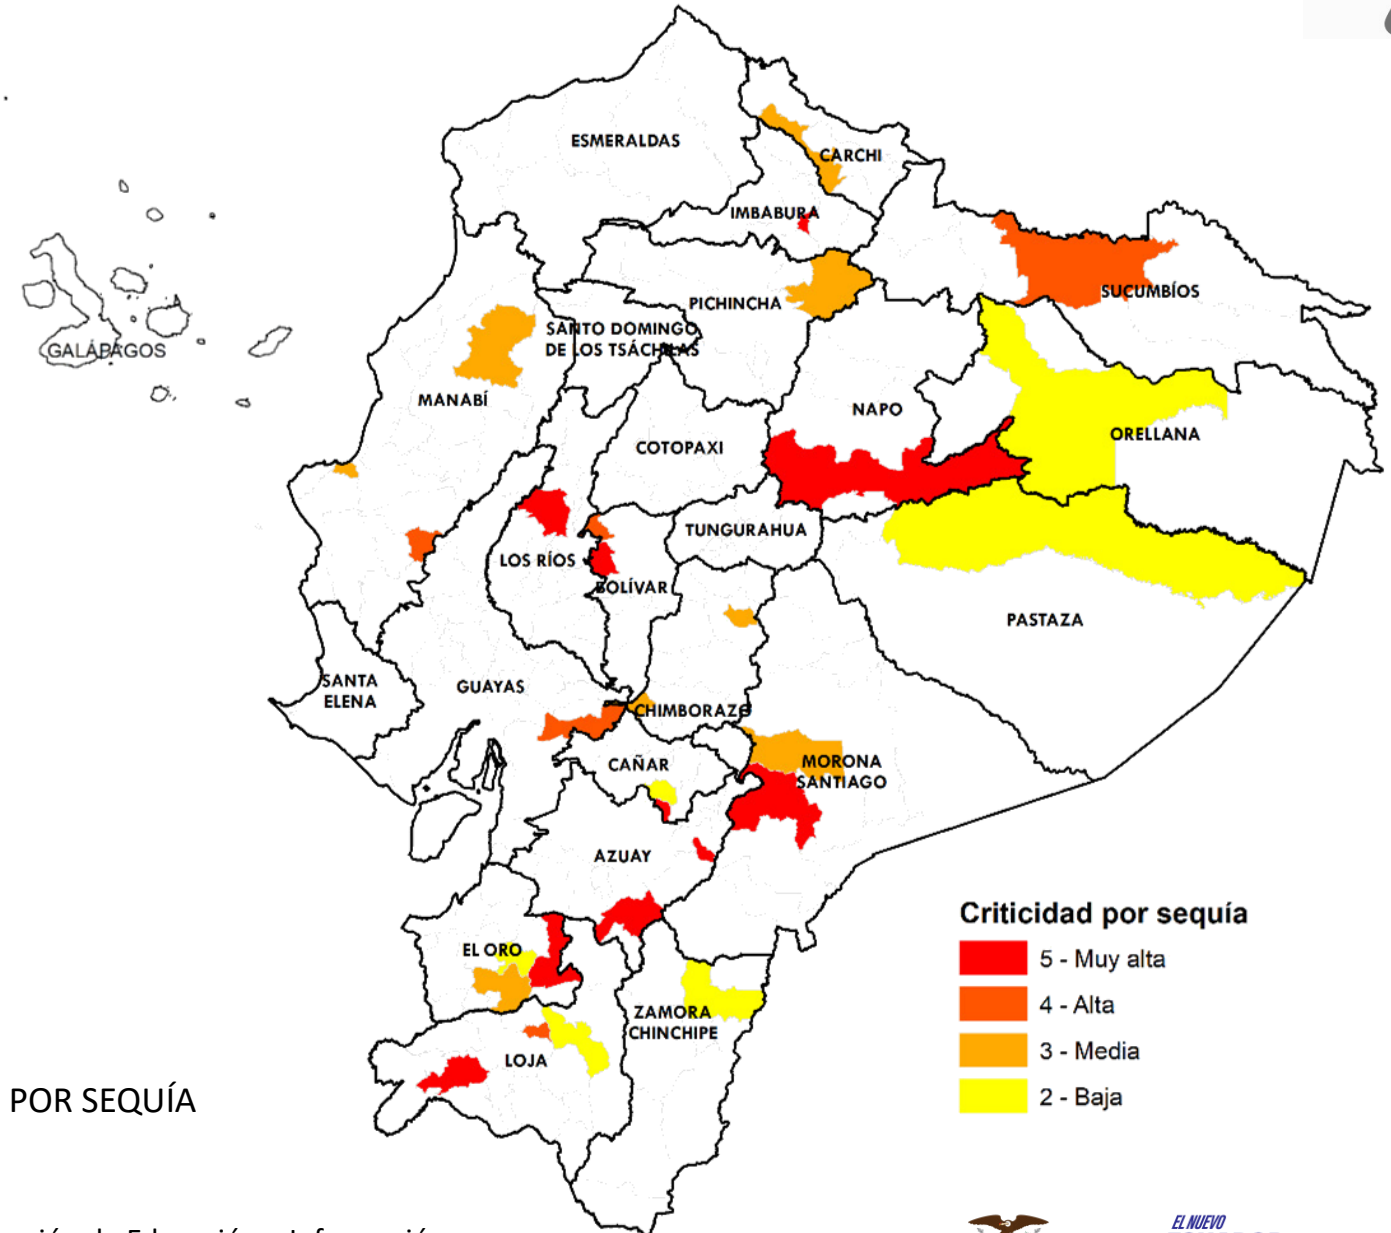 ESMERALDAS
CARCHI
IMBABURA
SUCUMBÍOS
PICHINCHA
SANTO DOMINGO
DE LOS TSÁCHILAS
GALÁPAGOS
MANABÍ
NAPO
ORELLANA
COTOPAXI
TUNGURAHUA
LOS RÍOS
BOLÍVAR
PASTAZA
SANTA
ELENA
GUAYAS
CHIMBORAZO
CAÑAR
MORONA
SANTIAGO
AZUAY
EL ORO
ZAMORA
CHINCHIPE
LOJA
Criticidad por sequía
5 - Muy alta
4 - Alta
3 - Media
2 - Baja
POR SEQUÍA
EL NUEVO